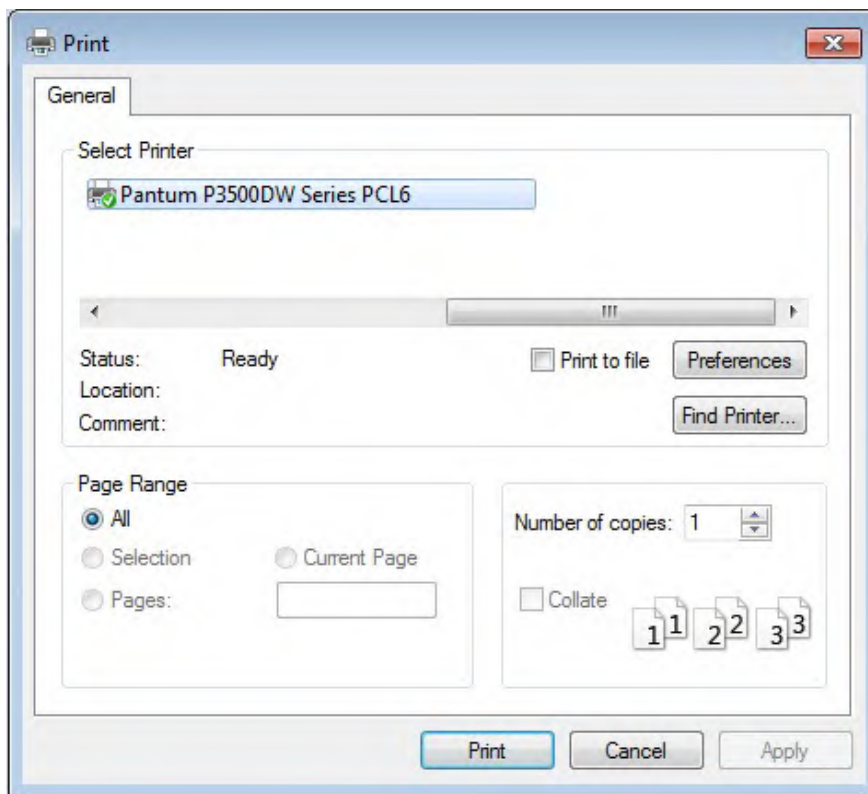 Print
General
Select Printer
Pantum P3500DW Series PCL6
Status: Ready
Print to file
Preferences
Location:
Comment:
Find Printer...
Page Range
All
Selection
Current Page
Pages:
Number of copies: 1
Collate
1 1 2 2 3 3
Print
Cancel
Apply